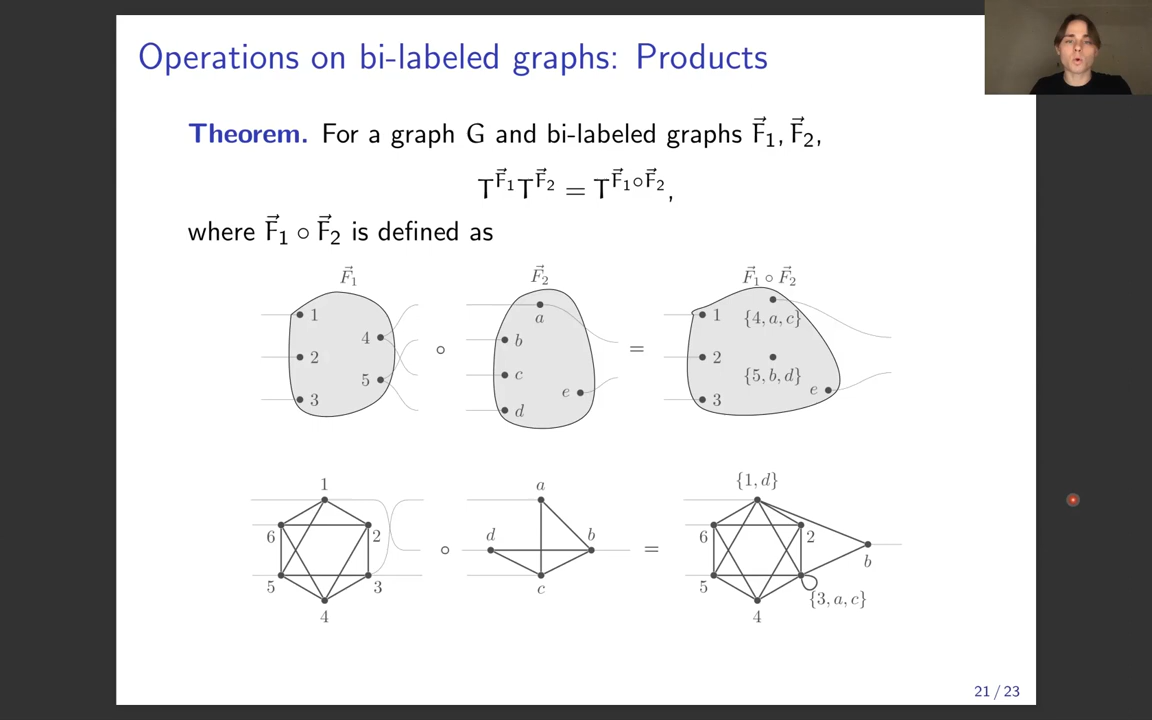 Operations on bi-labeled graphs: Products
Theorem. For a graph G and bi-labeled graphs F⃗₁, F⃗₂,
T^F⃗₁ T^F⃗₂ = T^F⃗₁∘F⃗₂,
where F⃗₁ ∘ F⃗₂ is defined as
F⃗₁ F⃗₂ F⃗₁ ∘ F⃗₂
1 2 3 4 5 ∘ a b c d e = 1 2 3 {4, a, c} {5, b, d} e
1 2 3 4 5 6 ∘ a b c d = {1, d} 2 {3, a, c} 4 5 6 b
21 / 23